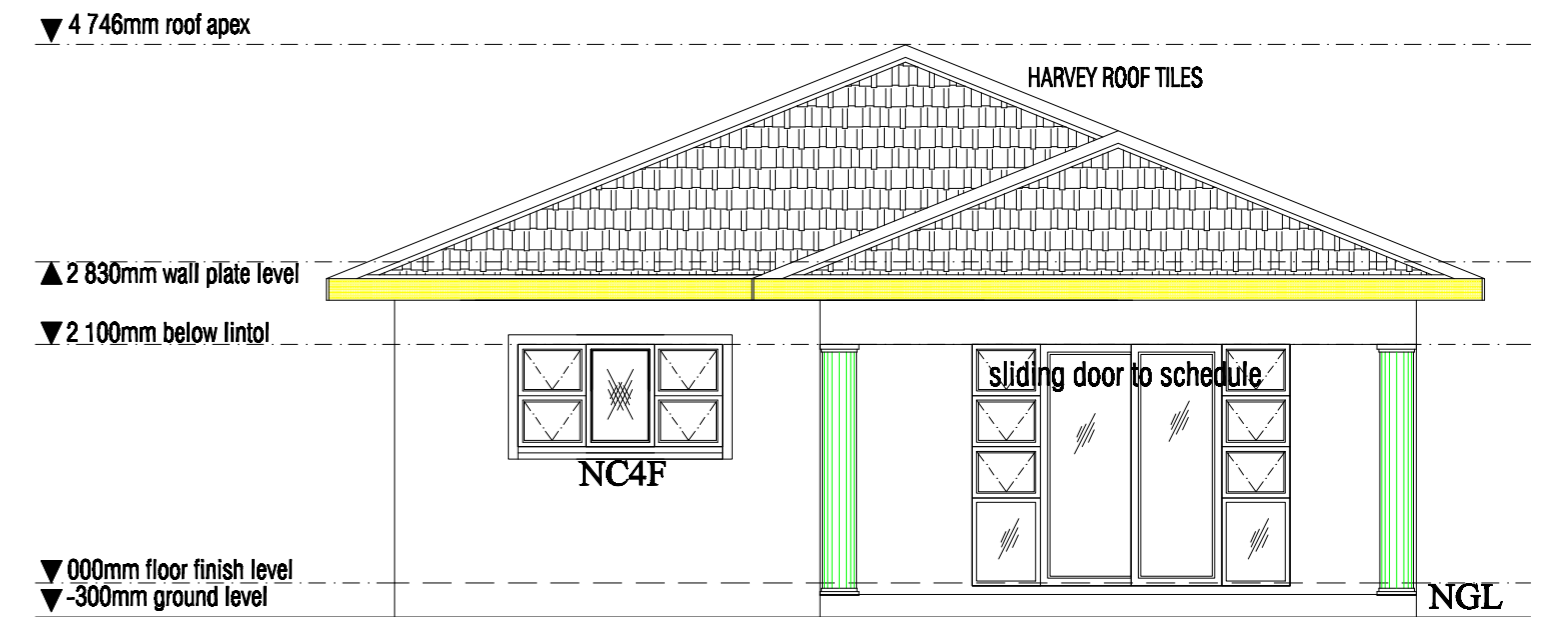 4 746mm roof apex
HARVEY ROOF TILES
2 830mm wall plate level
2 100mm below lintol
sliding door to schedule
NC4F
000mm floor finish level
-300mm ground level
NGL